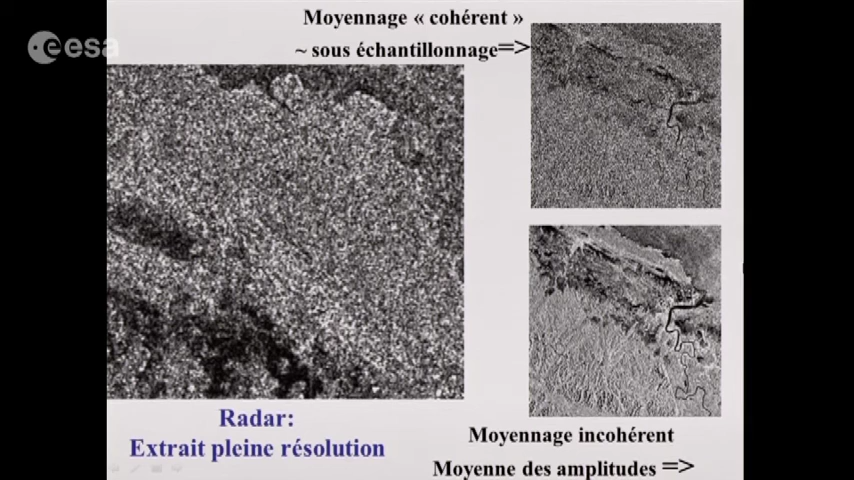 esa
Moyennage « cohérent »
~ sous échantillonnage=>
Radar:
Extrait pleine résolution
Moyennage incohérent
Moyenne des amplitudes =>